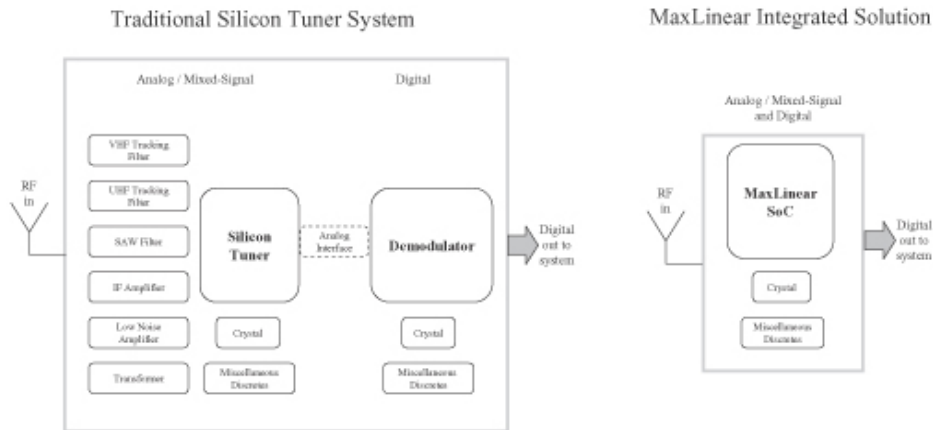 Traditional Silicon Tuner System
MaxLinear Integrated Solution
Analog / Mixed-Signal
Digital
VHF Tracking
Filter
UHF Tracking
Filter
SAW Filter
IF Amplifier
Low Noise
Amplifier
Transformer
RF
in
Silicon
Tuner
Crystal
Miscellaneous
Discretes
Analog
Interface
Demodulator
Crystal
Miscellaneous
Discretes
Digital
out to
system
Analog / Mixed-Signal
and Digital
RF
in
MaxLinear
SoC
Crystal
Miscellaneous
Discretes
Digital
out to
system